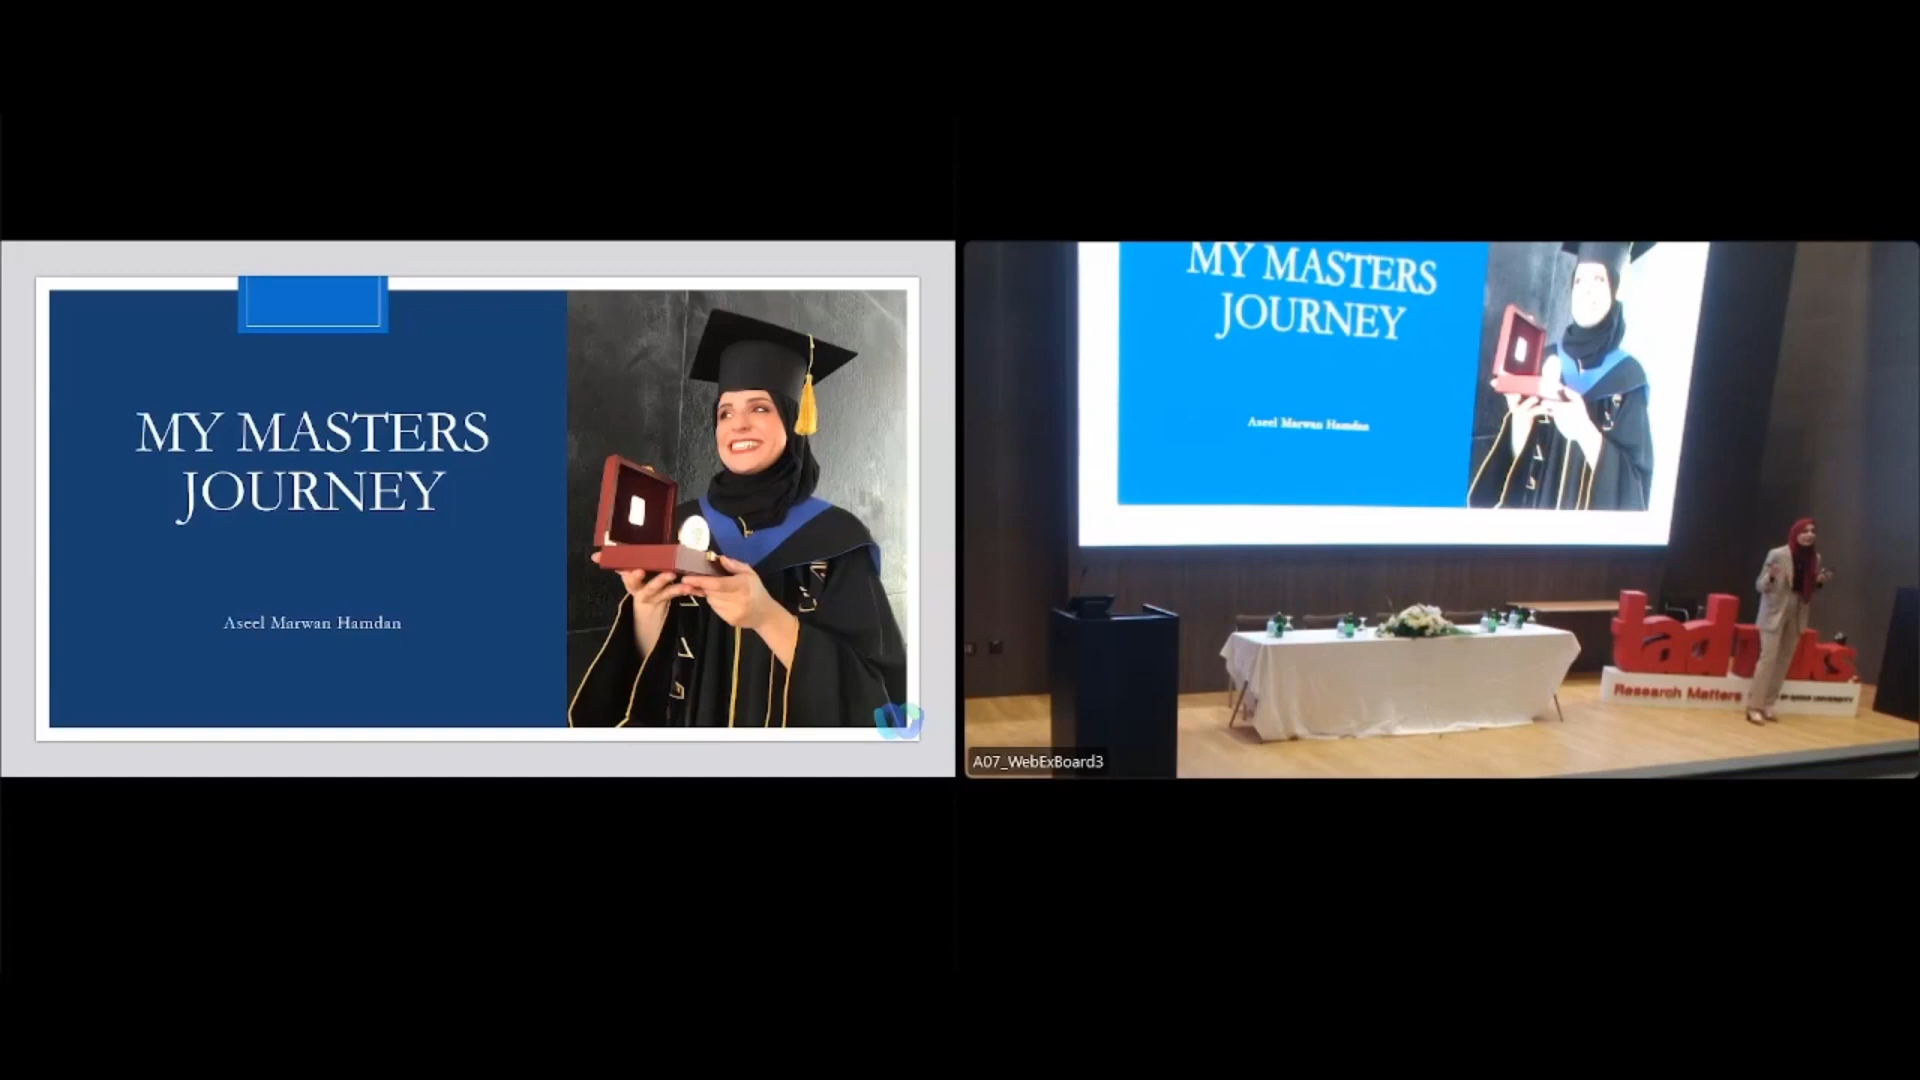 MY MASTERS
JOURNEY
Aseel Marwan Hamdan
MY MASTERS
JOURNEY
Aseel Marwan Hamdan
Research Matters
A07_WebExBoard3